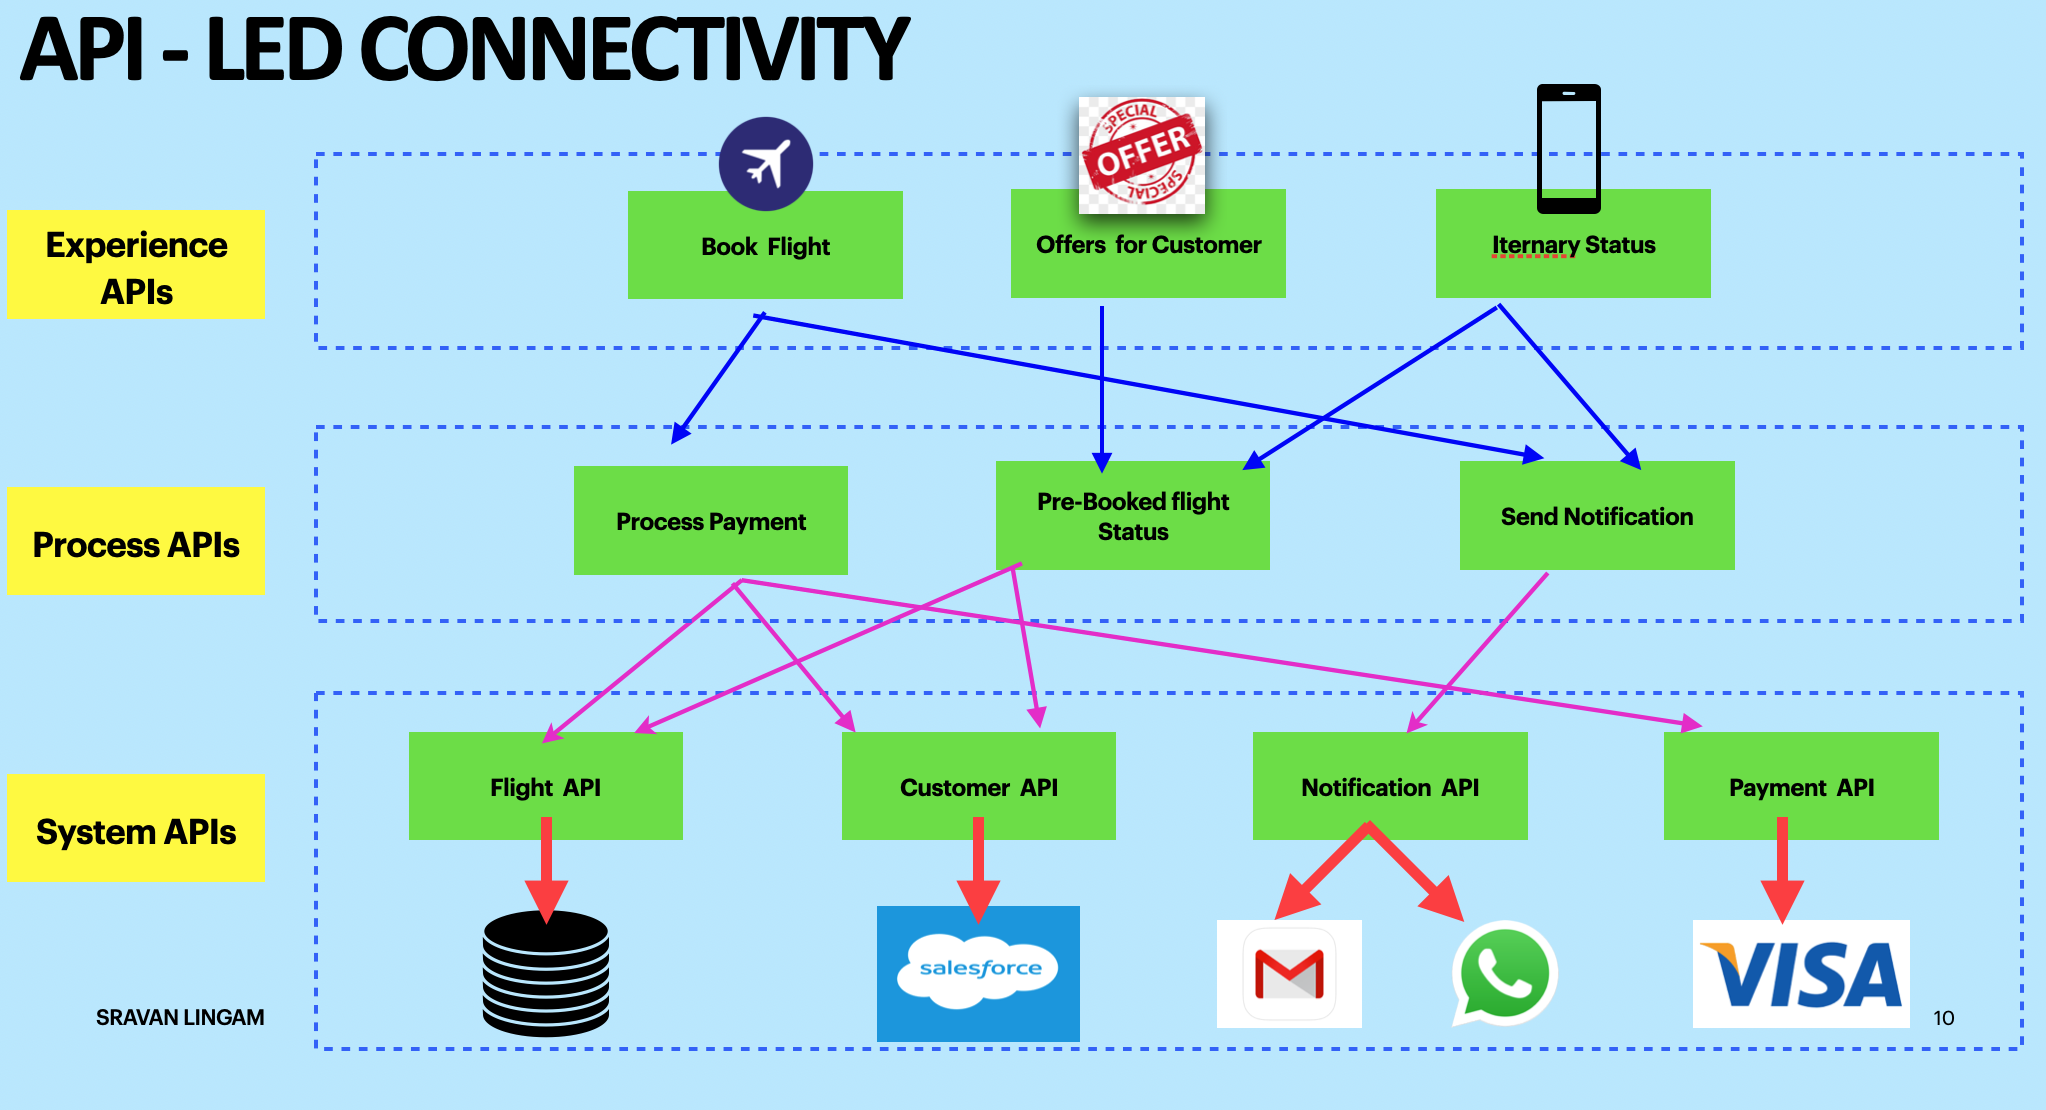 API - LED CONNECTIVITY
SPECIAL
OFFER
SPECIAL
Experience
APIs
Book Flight
Offers for Customer
Iternary Status
Process APIs
Process Payment
Pre-Booked flight
Status
Send Notification
System APIs
Flight API
Customer API
Notification API
Payment API
salesforce
VISA
SRAVAN LINGAM
10